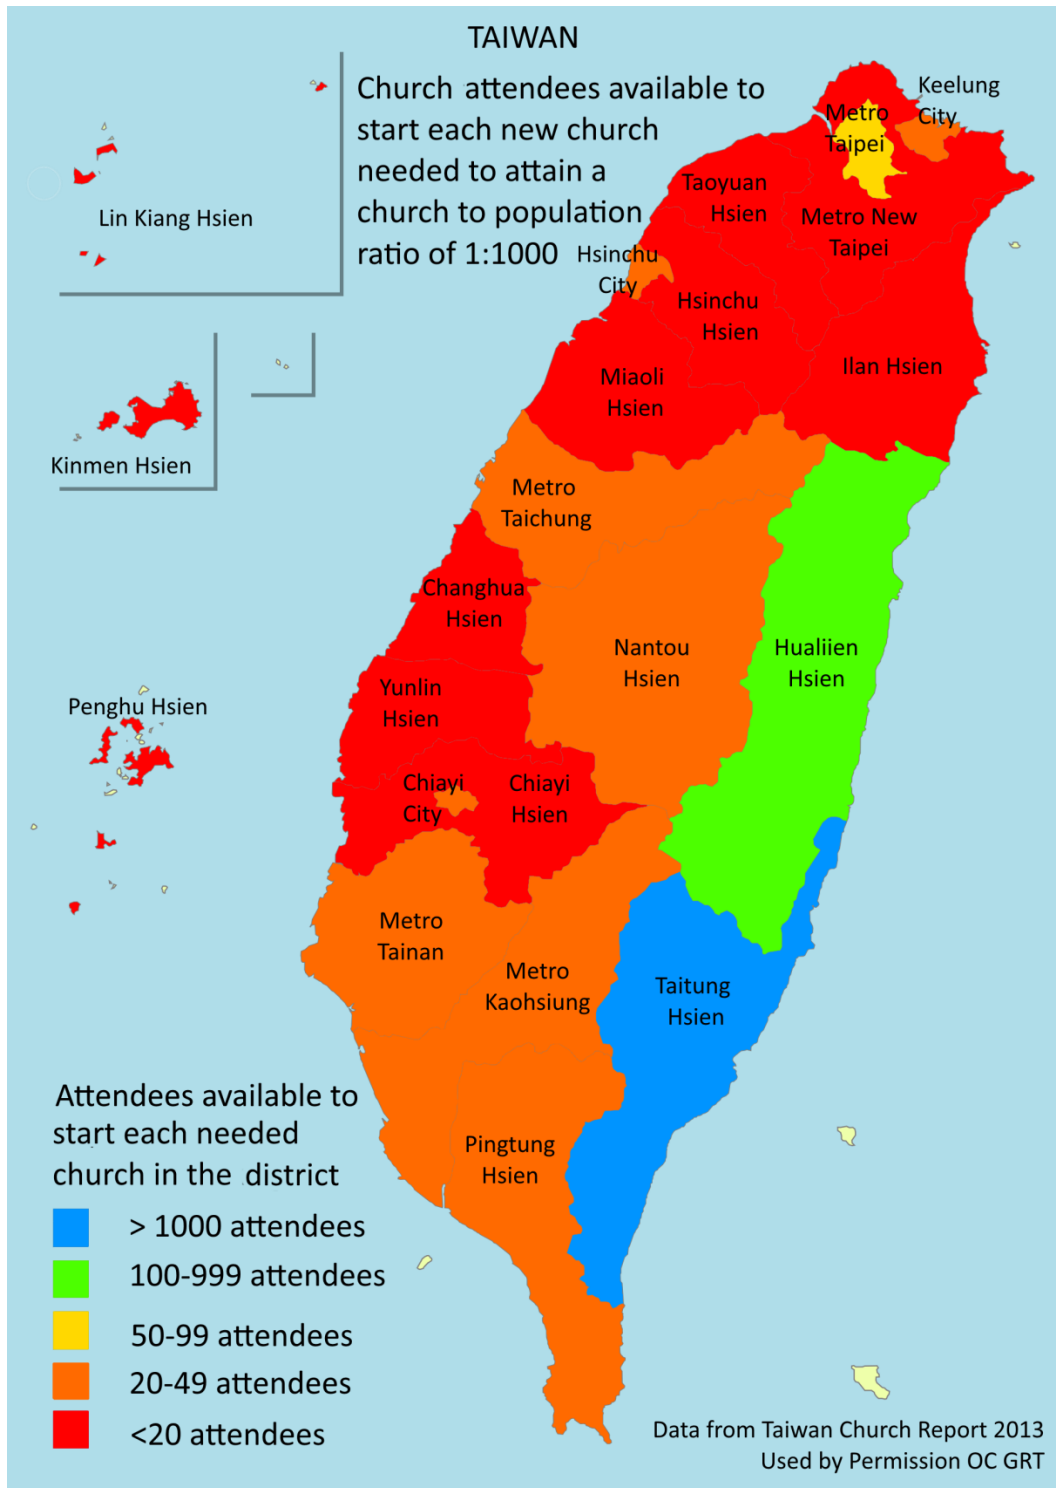 TAIWAN
Church attendees available to
start each new church
needed to attain a
church to population
ratio of 1:1000
Keelung
City
Metro
Taipei
Taoyuan
Hsien
Metro New
Taipei
Lin Kiang Hsien
Hsinchu
City
Hsinchu
Hsien
Ilan Hsien
Miaoli
Hsien
Kinmen Hsien
Metro
Taichung
Changhua
Hsien
Nantou
Hsien
Hualiien
Hsien
Yunlin
Hsien
Penghu Hsien
Chiayi
City
Chiayi
Hsien
Metro
Tainan
Metro
Kaohsiung
Taitung
Hsien
Pingtung
Hsien
Attendees available to
start each needed
church in the district
> 1000 attendees
100-999 attendees
50-99 attendees
20-49 attendees
<20 attendees
Data from Taiwan Church Report 2013
Used by Permission OC GRT